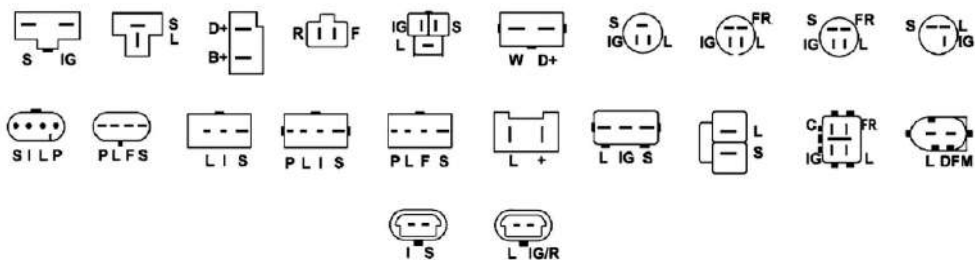 S IG
S
L
D+
B+
R F
IG S
L
W D+
S
IG L
FR
IG L
S FR
IG L
S L
IG
S I L P
P L F S
L I S
P L I S
P L F S
L +
L IG S
L
S
C FR
IG L
L DFM
I S
L IG/R